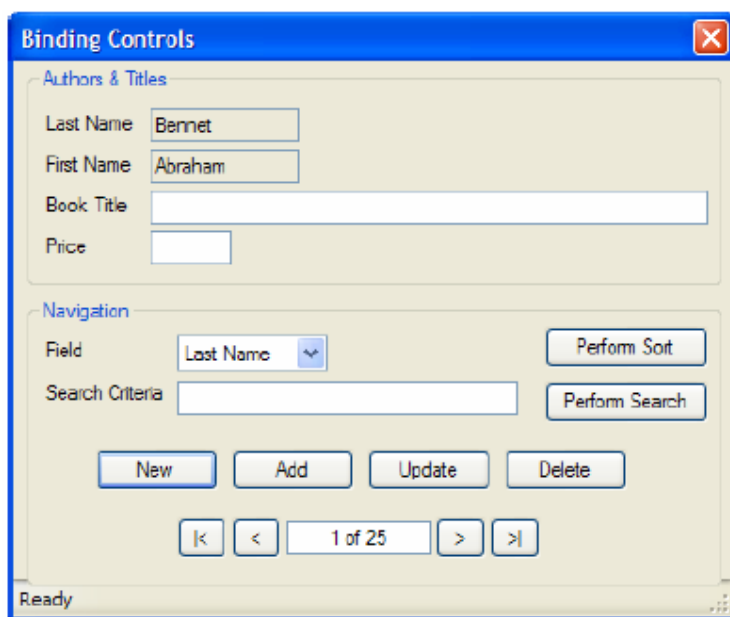 Binding Controls
Authors & Titles
Last Name Bennet
First Name Abraham
Book Title
Price
Navigation
Field Last Name Perform Sort
Search Criteria Perform Search
New Add Update Delete
|< < 1 of 25 > >|
Ready